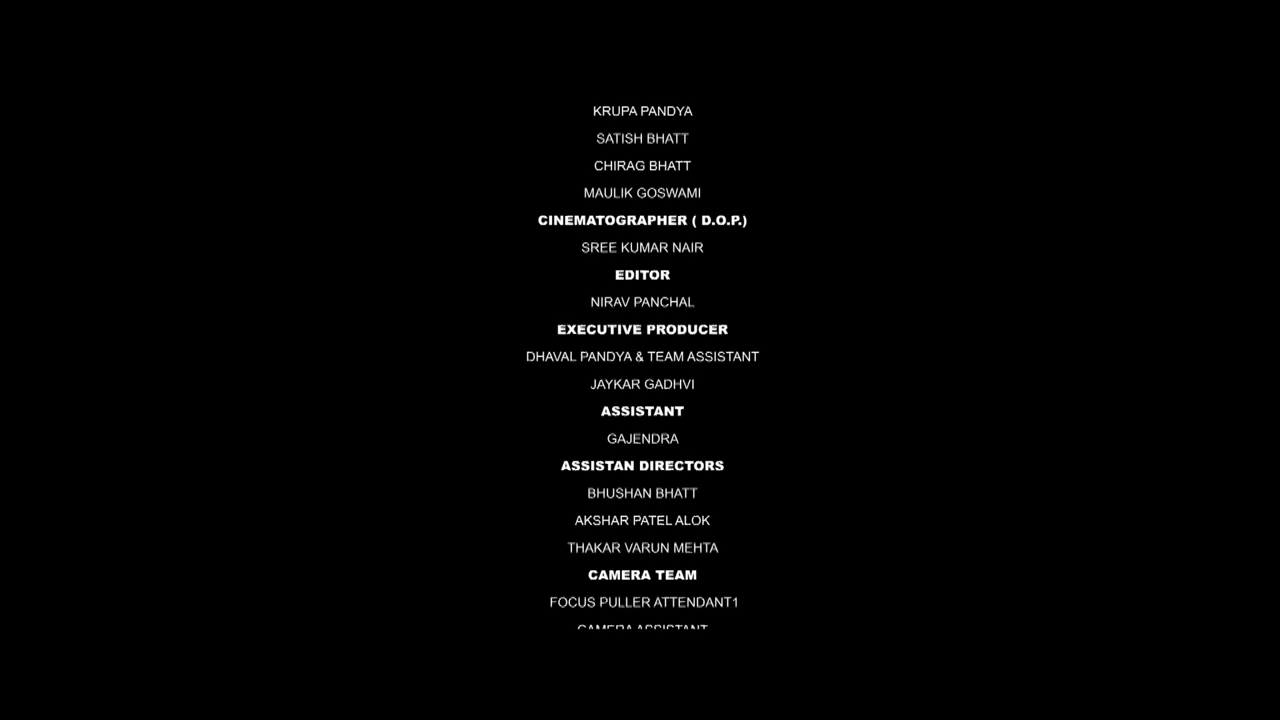 KRUPA PANDYA
SATISH BHATT
CHIRAG BHATT
MAULIK GOSWAMI
CINEMATOGRAPHER ( D.O.P.)
SREE KUMAR NAIR
EDITOR
NIRAV PANCHAL
EXECUTIVE PRODUCER
DHAVAL PANDYA & TEAM ASSISTANT
JAYKAR GADHVI
ASSISTANT
GAJENDRA
ASSISTAN DIRECTORS
BHUSHAN BHATT
AKSHAR PATEL ALOK
THAKAR VARUN MEHTA
CAMERA TEAM
FOCUS PULLER ATTENDANT1
CAMERA ASSISTANT